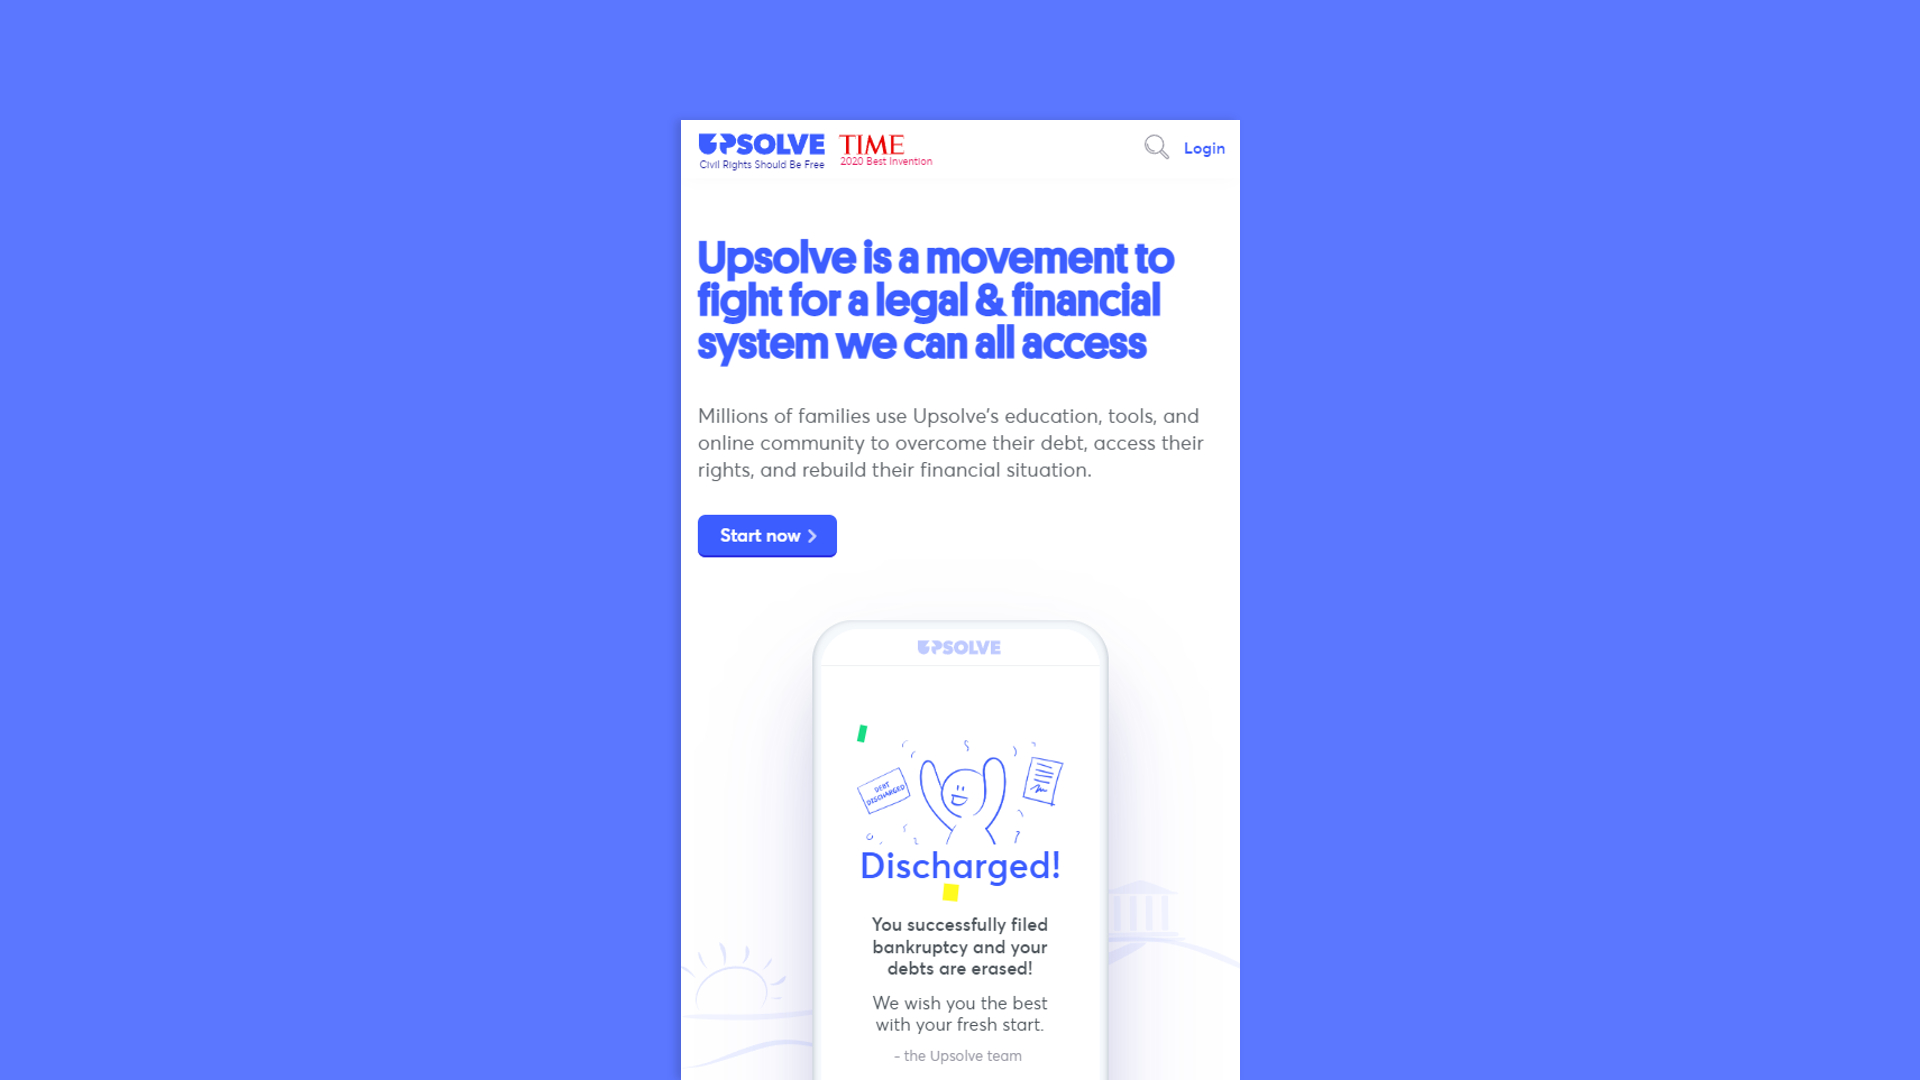 UPSOLVE TIME
Civil Rights Should Be Free 2020 Best Invention
Login
Upsolve is a movement to
fight for a legal & financial
system we can all access
Millions of families use Upsolve's education, tools, and
online community to overcome their debt, access their
rights, and rebuild their financial situation.
Start now
UPSOLVE
DEBT
DISCHARGED
Discharged!
You successfully filed
bankruptcy and your
debts are erased!
We wish you the best
with your fresh start.
- the Upsolve team